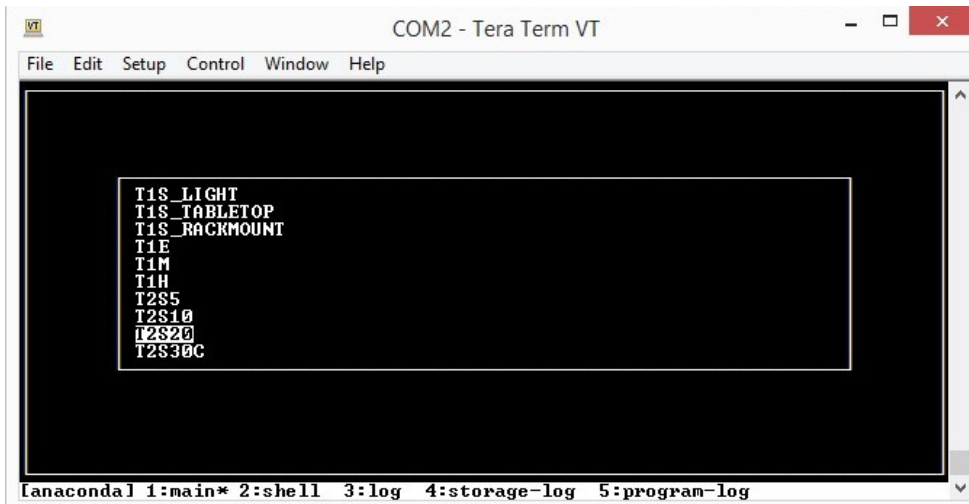 VT COM2 - Tera Term VT
File Edit Setup Control Window Help
T1S_LIGHT
T1S_TABLETOP
T1S_RACKMOUNT
T1E
T1M
T1H
T2S5
T2S10
T2S20
T2S30C
[anaconda] 1:main* 2:shell 3:log 4:storage-log 5:program-log